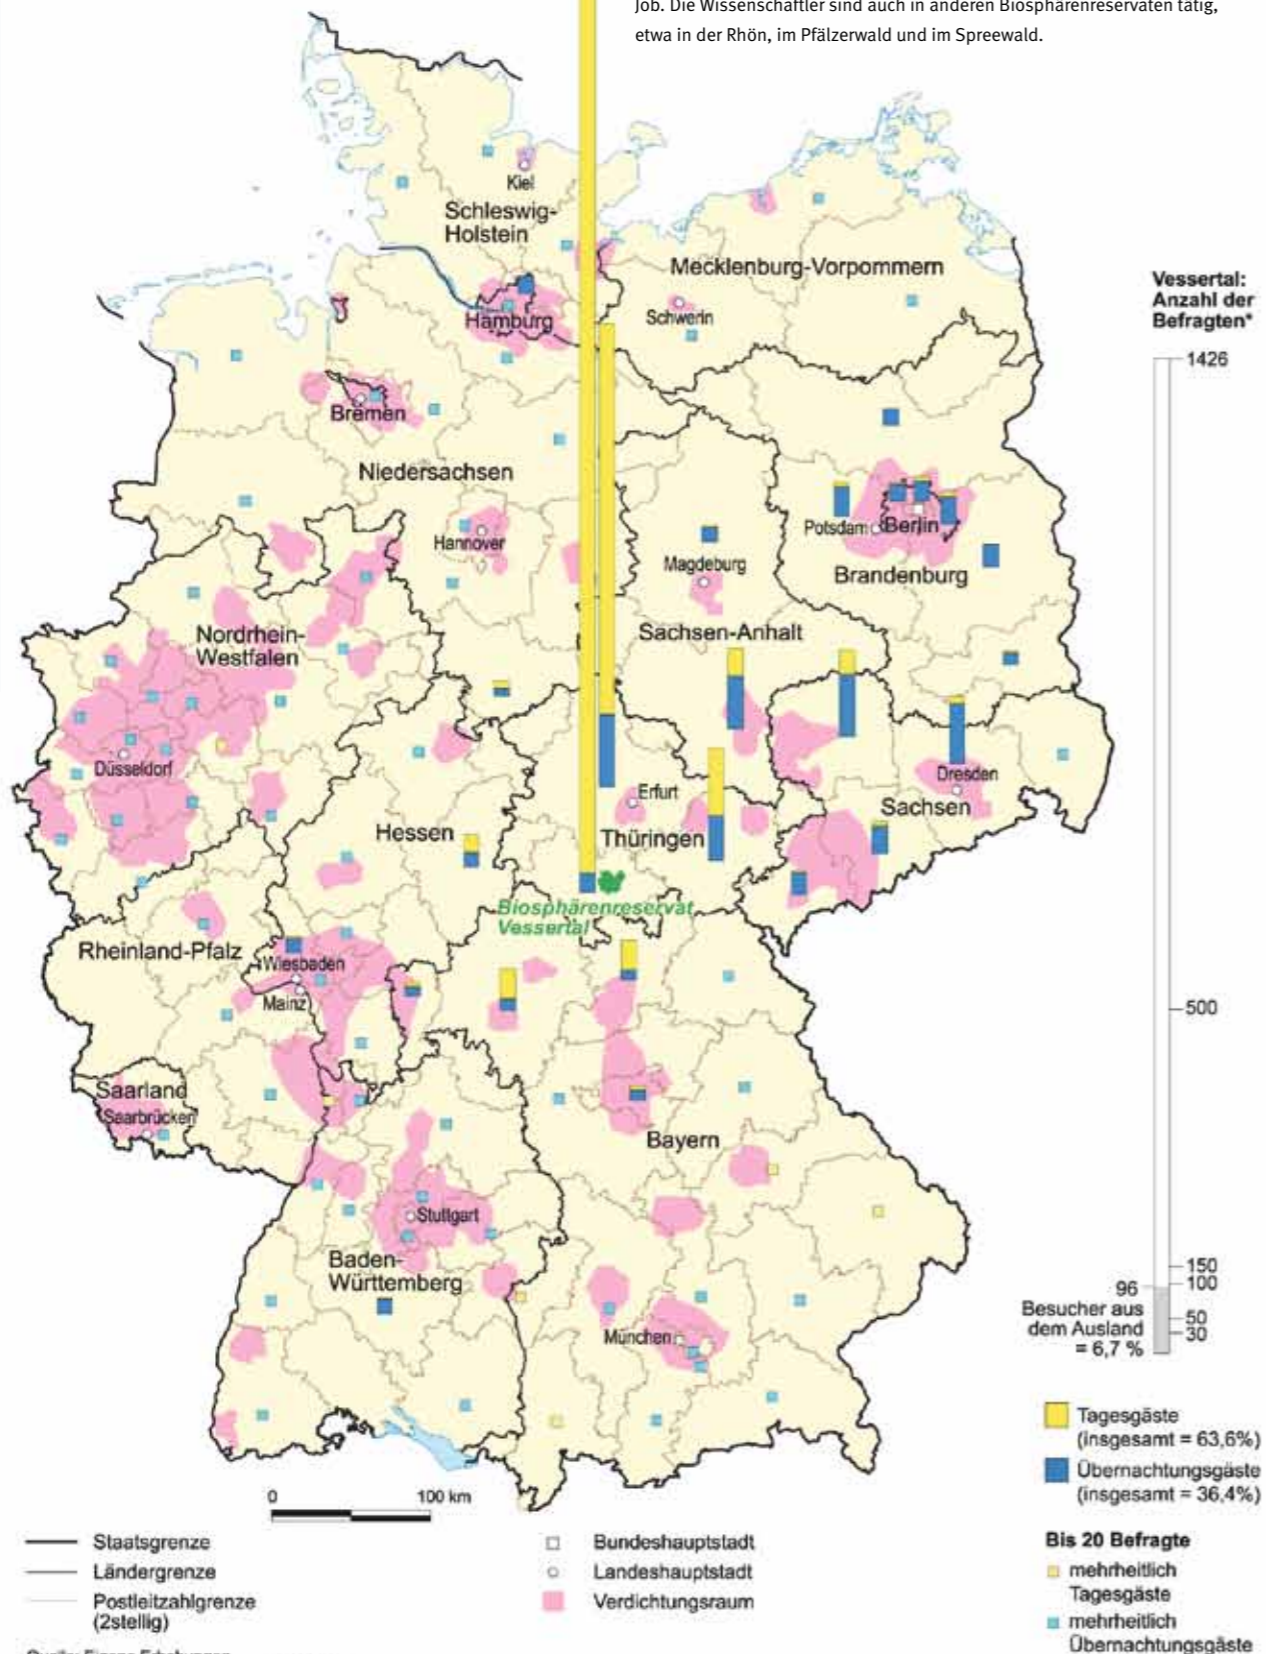 Job. Die Wissenschaftler sind auch in anderen Biosphärenreservaten tätig,
etwa in der Rhön, im Pfälzerwald und im Spreewald.
Kiel
Schleswig-
Holstein
Mecklenburg-Vorpommern
Schwerin
Hamburg
Bremen
Niedersachsen
Hannover
Potsdam
Berlin
Magdeburg
Brandenburg
Sachsen-Anhalt
Nordrhein-
Westfalen
Düsseldorf
Dresden
Sachsen
Erfurt
Thüringen
Hessen
Biosphärenreservat
Vessertal
Rheinland-Pfalz
Wiesbaden
Mainz
Saarland
Saarbrücken
Bayern
Stuttgart
Baden-
Württemberg
München
Vessertal:
Anzahl der
Befragten*
1426
500
150
100
50
30
96
Besucher aus
dem Ausland
= 6,7 %
Tagesgäste
(insgesamt = 63,6%)
Übernachtungsgäste
(insgesamt = 36,4%)
Bis 20 Befragte
mehrheitlich
Tagesgäste
mehrheitlich
Übernachtungsgäste
0 100 km
Staatsgrenze
Ländergrenze
Postleitzahlgrenze
(2stellig)
Bundeshauptstadt
Landeshauptstadt
Verdichtungsraum